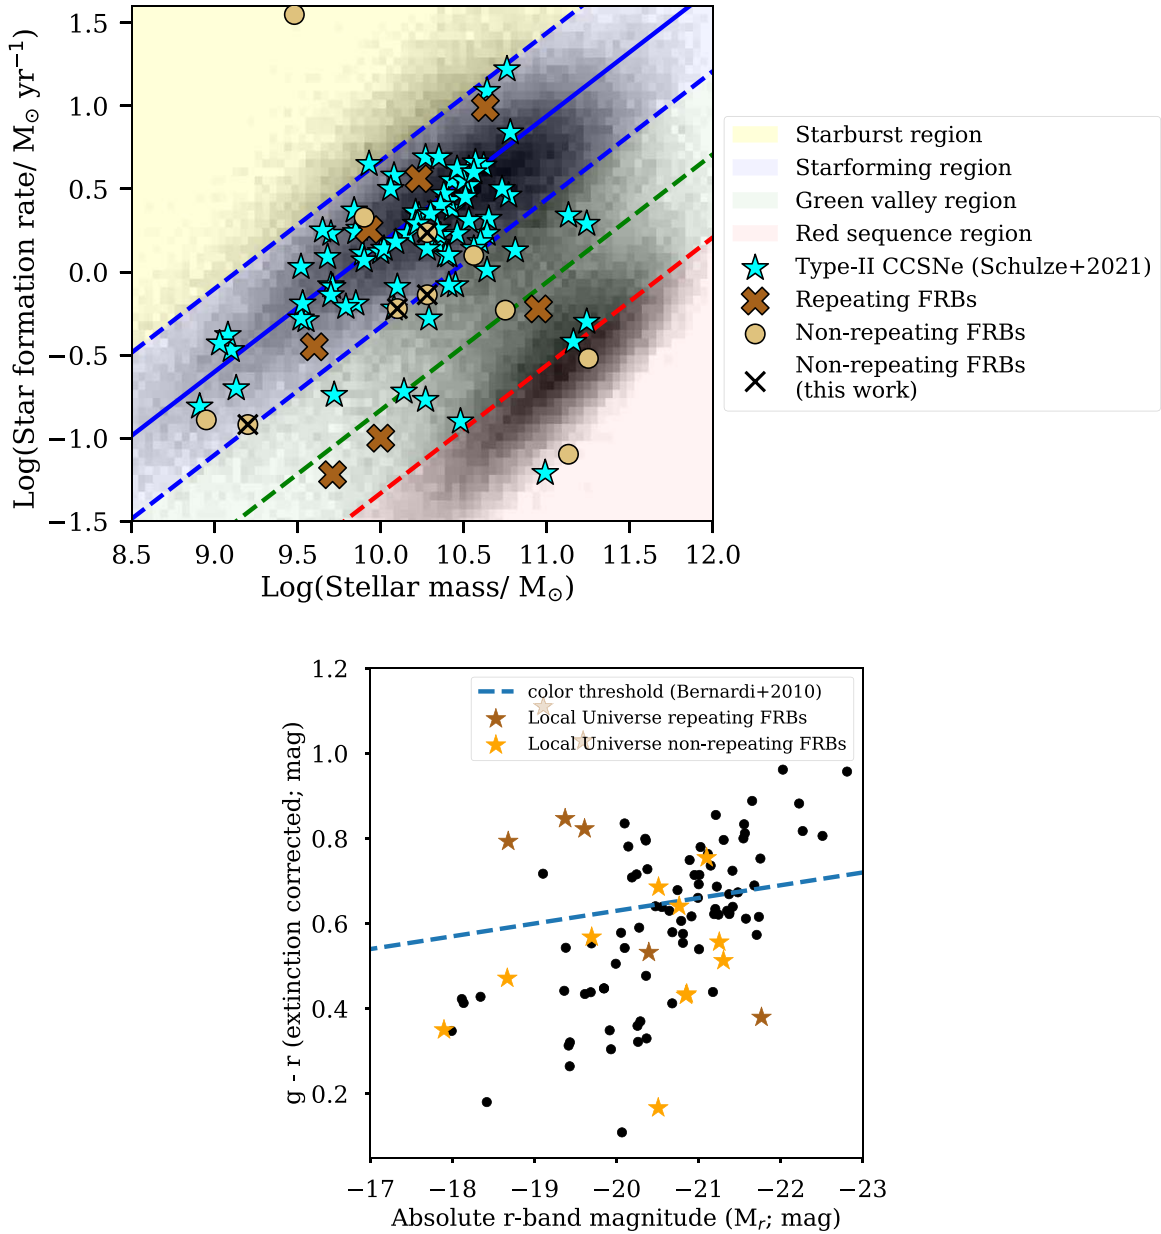 Log(Star formation rate/ M⊙ yr⁻¹)
1.5
1.0
0.5
0.0
−0.5
−1.0
−1.5
8.5 9.0 9.5 10.0 10.5 11.0 11.5 12.0
Log(Stellar mass/ M⊙)
Starburst region
Starforming region
Green valley region
Red sequence region
Type-II CCSNe (Schulze+2021)
Repeating FRBs
Non-repeating FRBs
Non-repeating FRBs
(this work)
g - r (extinction corrected; mag)
1.2
1.0
0.8
0.6
0.4
0.2
color threshold (Bernardi+2010)
Local Universe repeating FRBs
Local Universe non-repeating FRBs
−17 −18 −19 −20 −21 −22 −23
Absolute r-band magnitude (Mᵣ; mag)